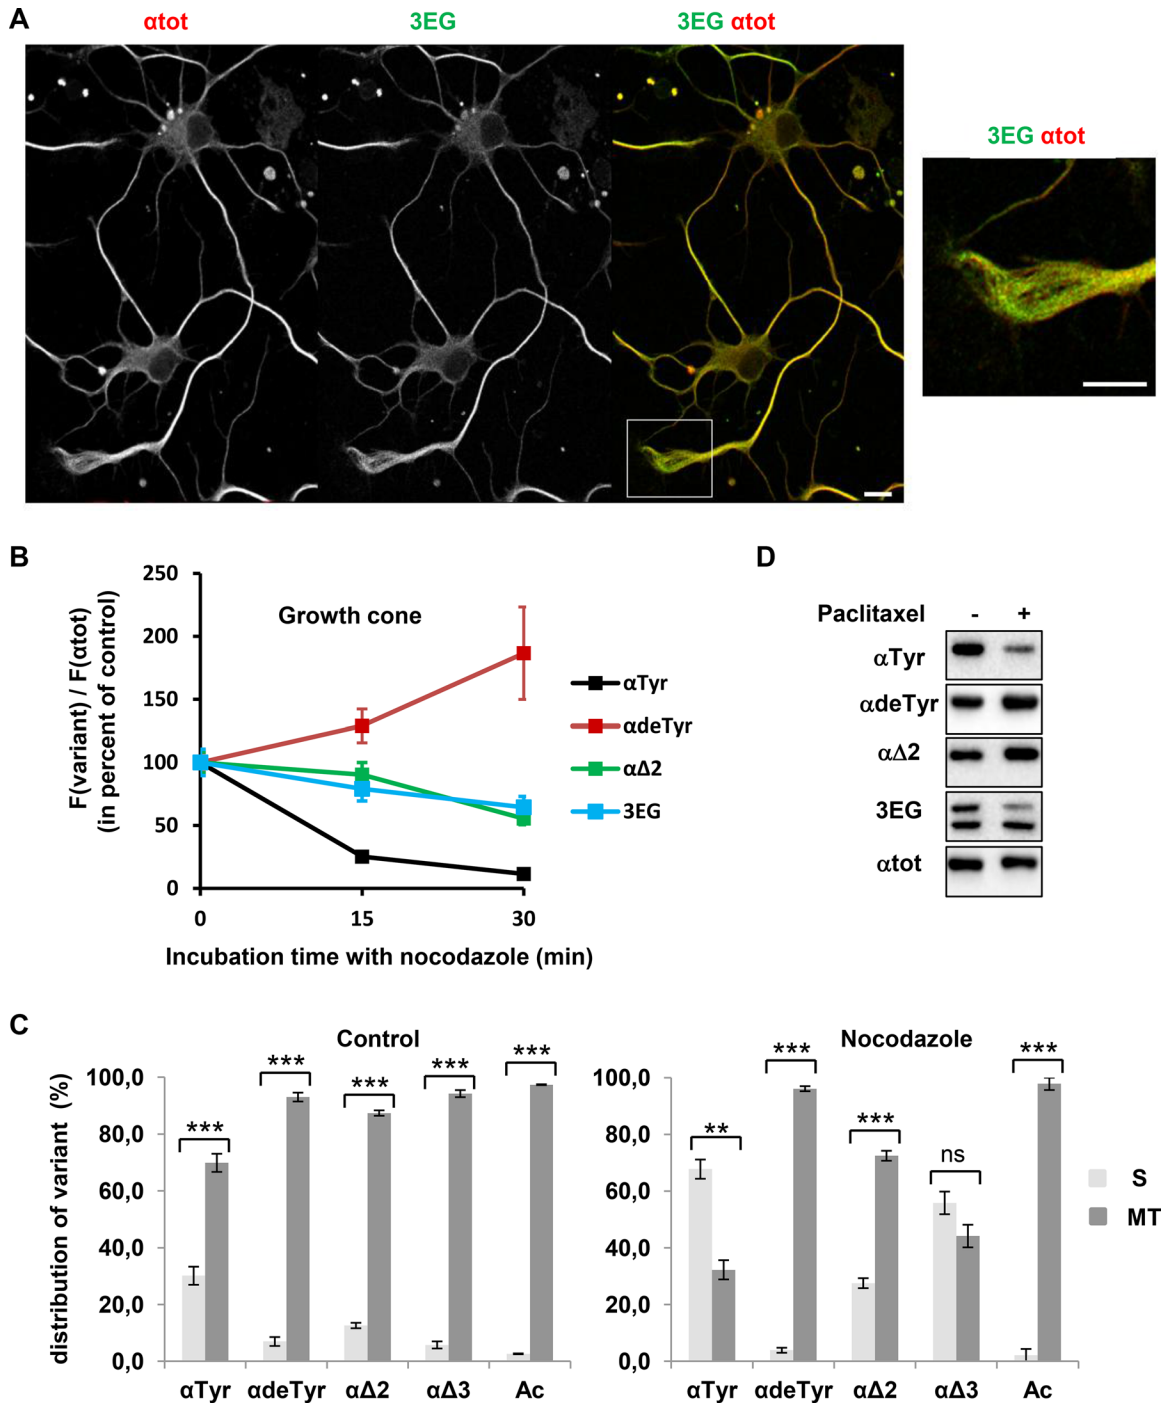 A
αtot
3EG
3EG αtot
3EG αtot
B
F(variant) / F(αtot)
(in percent of control)
250
200
150
100
50
0
Growth cone
0
15
30
Incubation time with nocodazole (min)
αTyr
αdeTyr
αΔ2
3EG
D
Paclitaxel - +
αTyr
αdeTyr
αΔ2
3EG
αtot
C
distribution of variant (%)
Control
100,0
80,0
60,0
40,0
20,0
0,0
***
***
***
***
***
αTyr αdeTyr αΔ2 αΔ3 Ac
Nocodazole
100,0
80,0
60,0
40,0
20,0
0,0
**
***
***
ns
***
αTyr αdeTyr αΔ2 αΔ3 Ac
S
MT